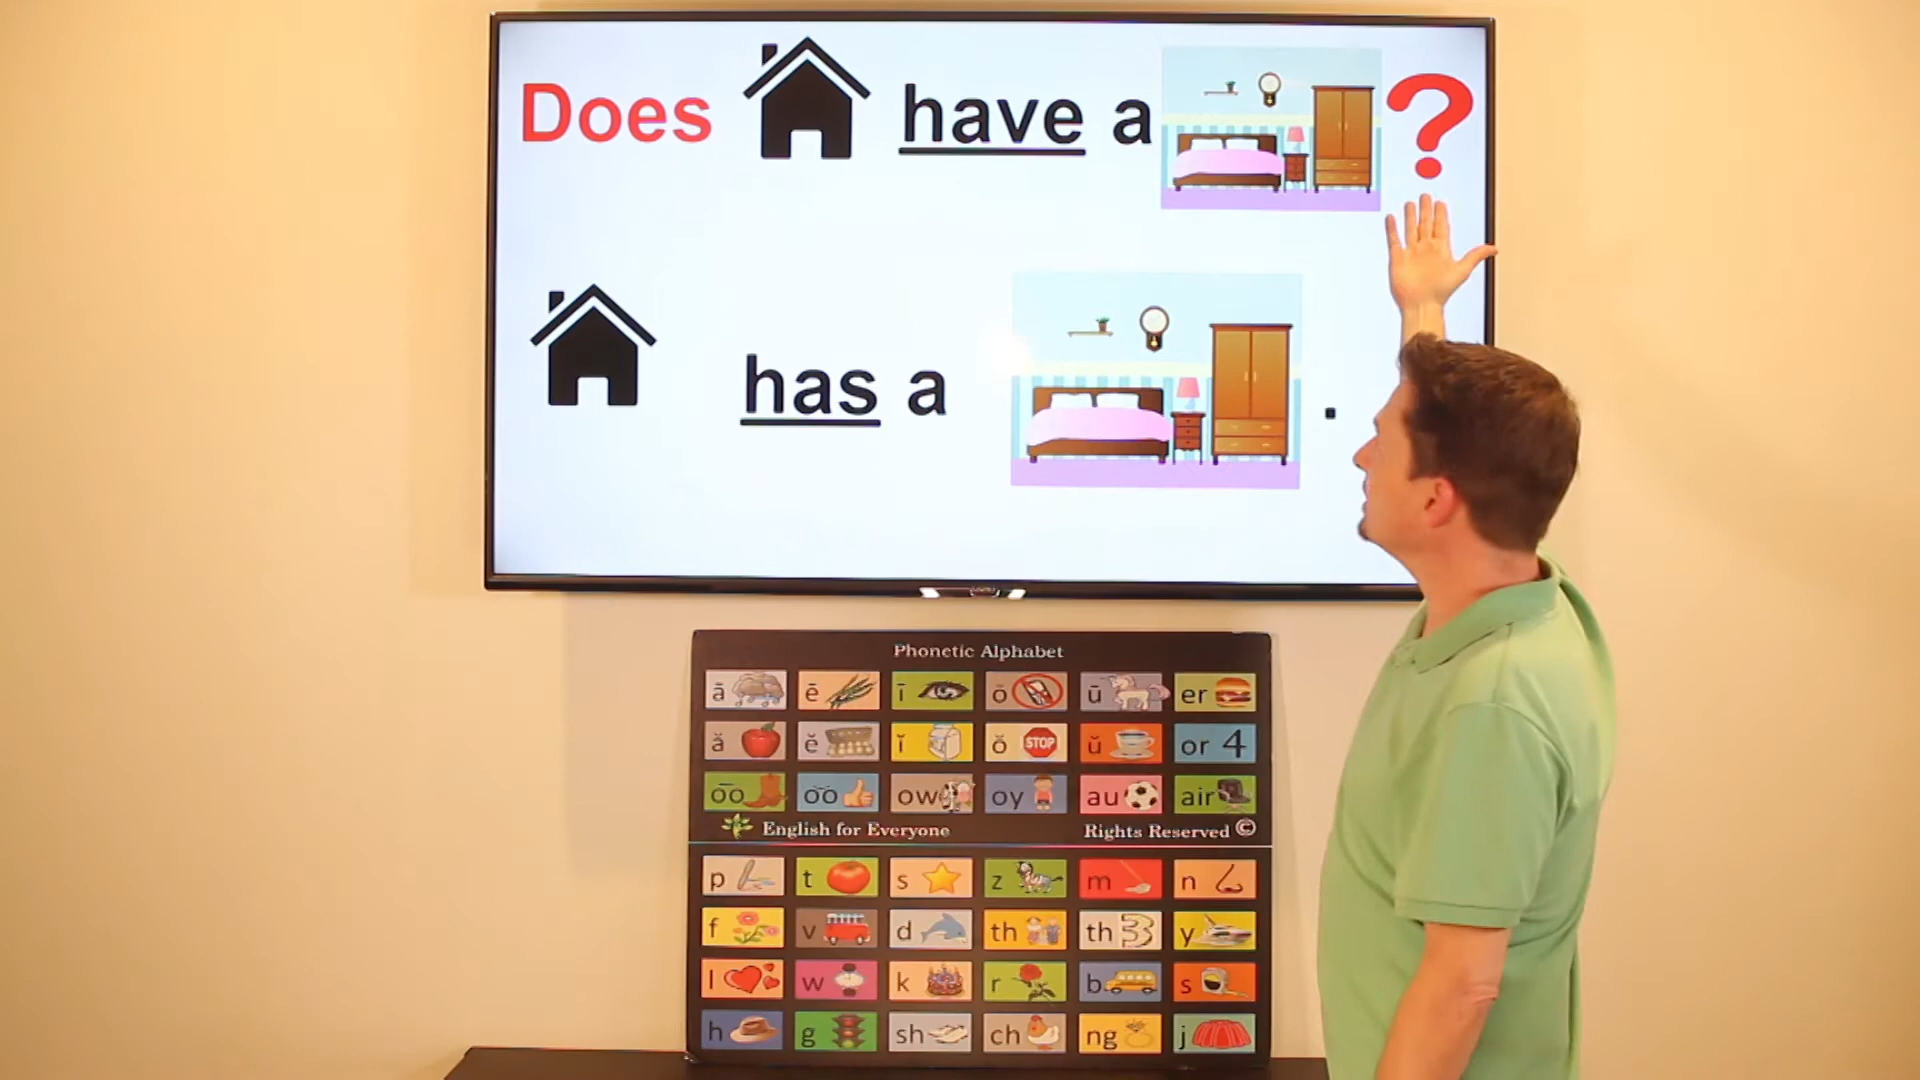 Does have a ?
has a .
Phonetic Alphabet
ā ē ī ō ū er
ă ĕ ĭ ŏ ŭ or 4
o͞o o͝o ow oy au air
STOP
English for Everyone Rights Reserved ©
p t s z m n
f v d th th 3 y
l w k r b s
h g sh ch ng j